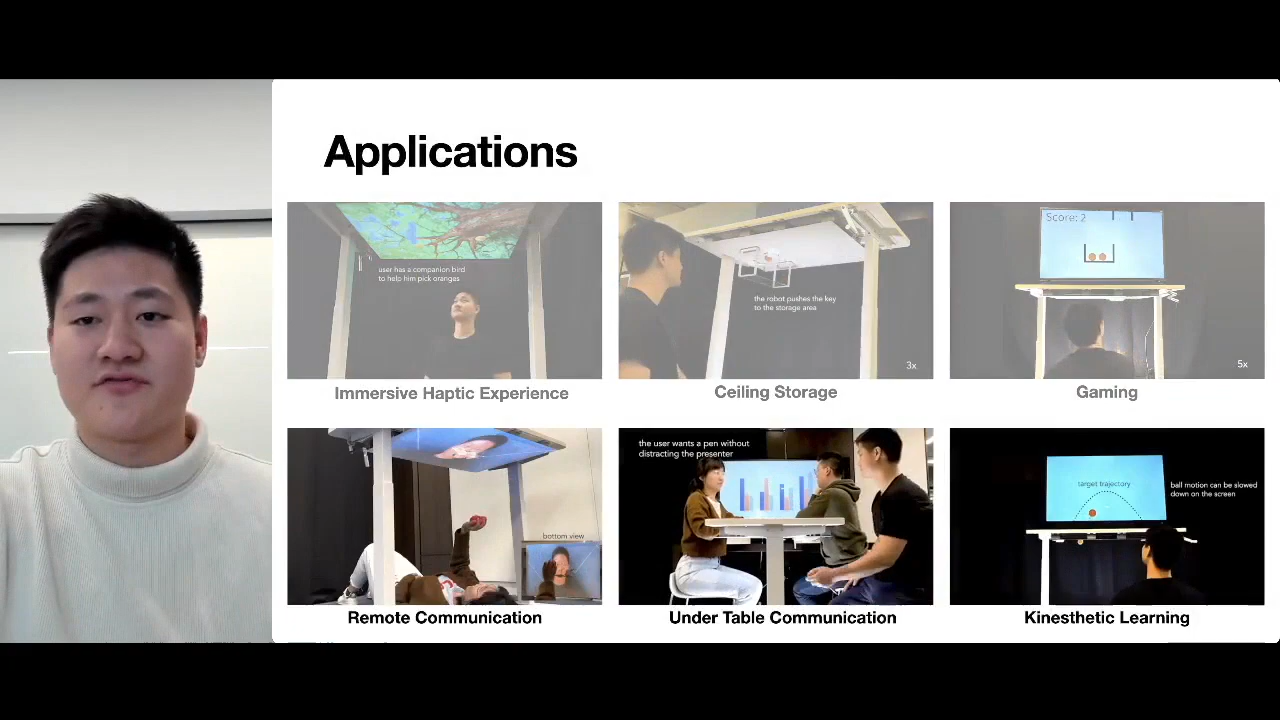 Applications
user has a companion bird
to help him pick oranges
the robot pushes the key
to the storage area
3x
Score: 2
5x
Immersive Haptic Experience
Ceiling Storage
Gaming
bottom view
the user wants a pen without
distracting the presenter
target trajectory
ball motion can be slowed
down on the screen
Remote Communication
Under Table Communication
Kinesthetic Learning